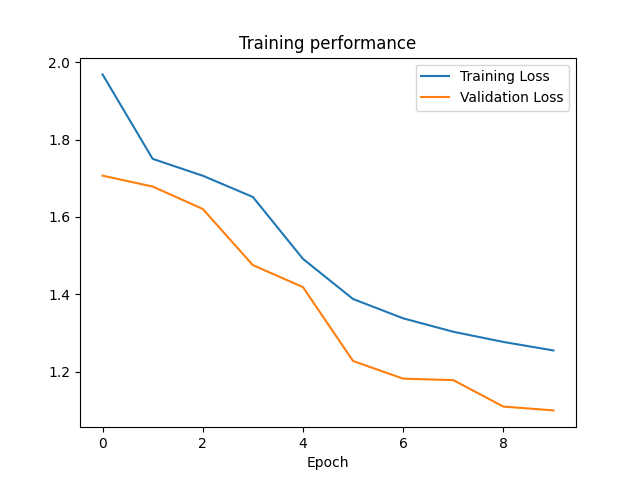 Training performance
Training Loss
Validation Loss
2.0
1.8
1.6
1.4
1.2
0 2 4 6 8
Epoch